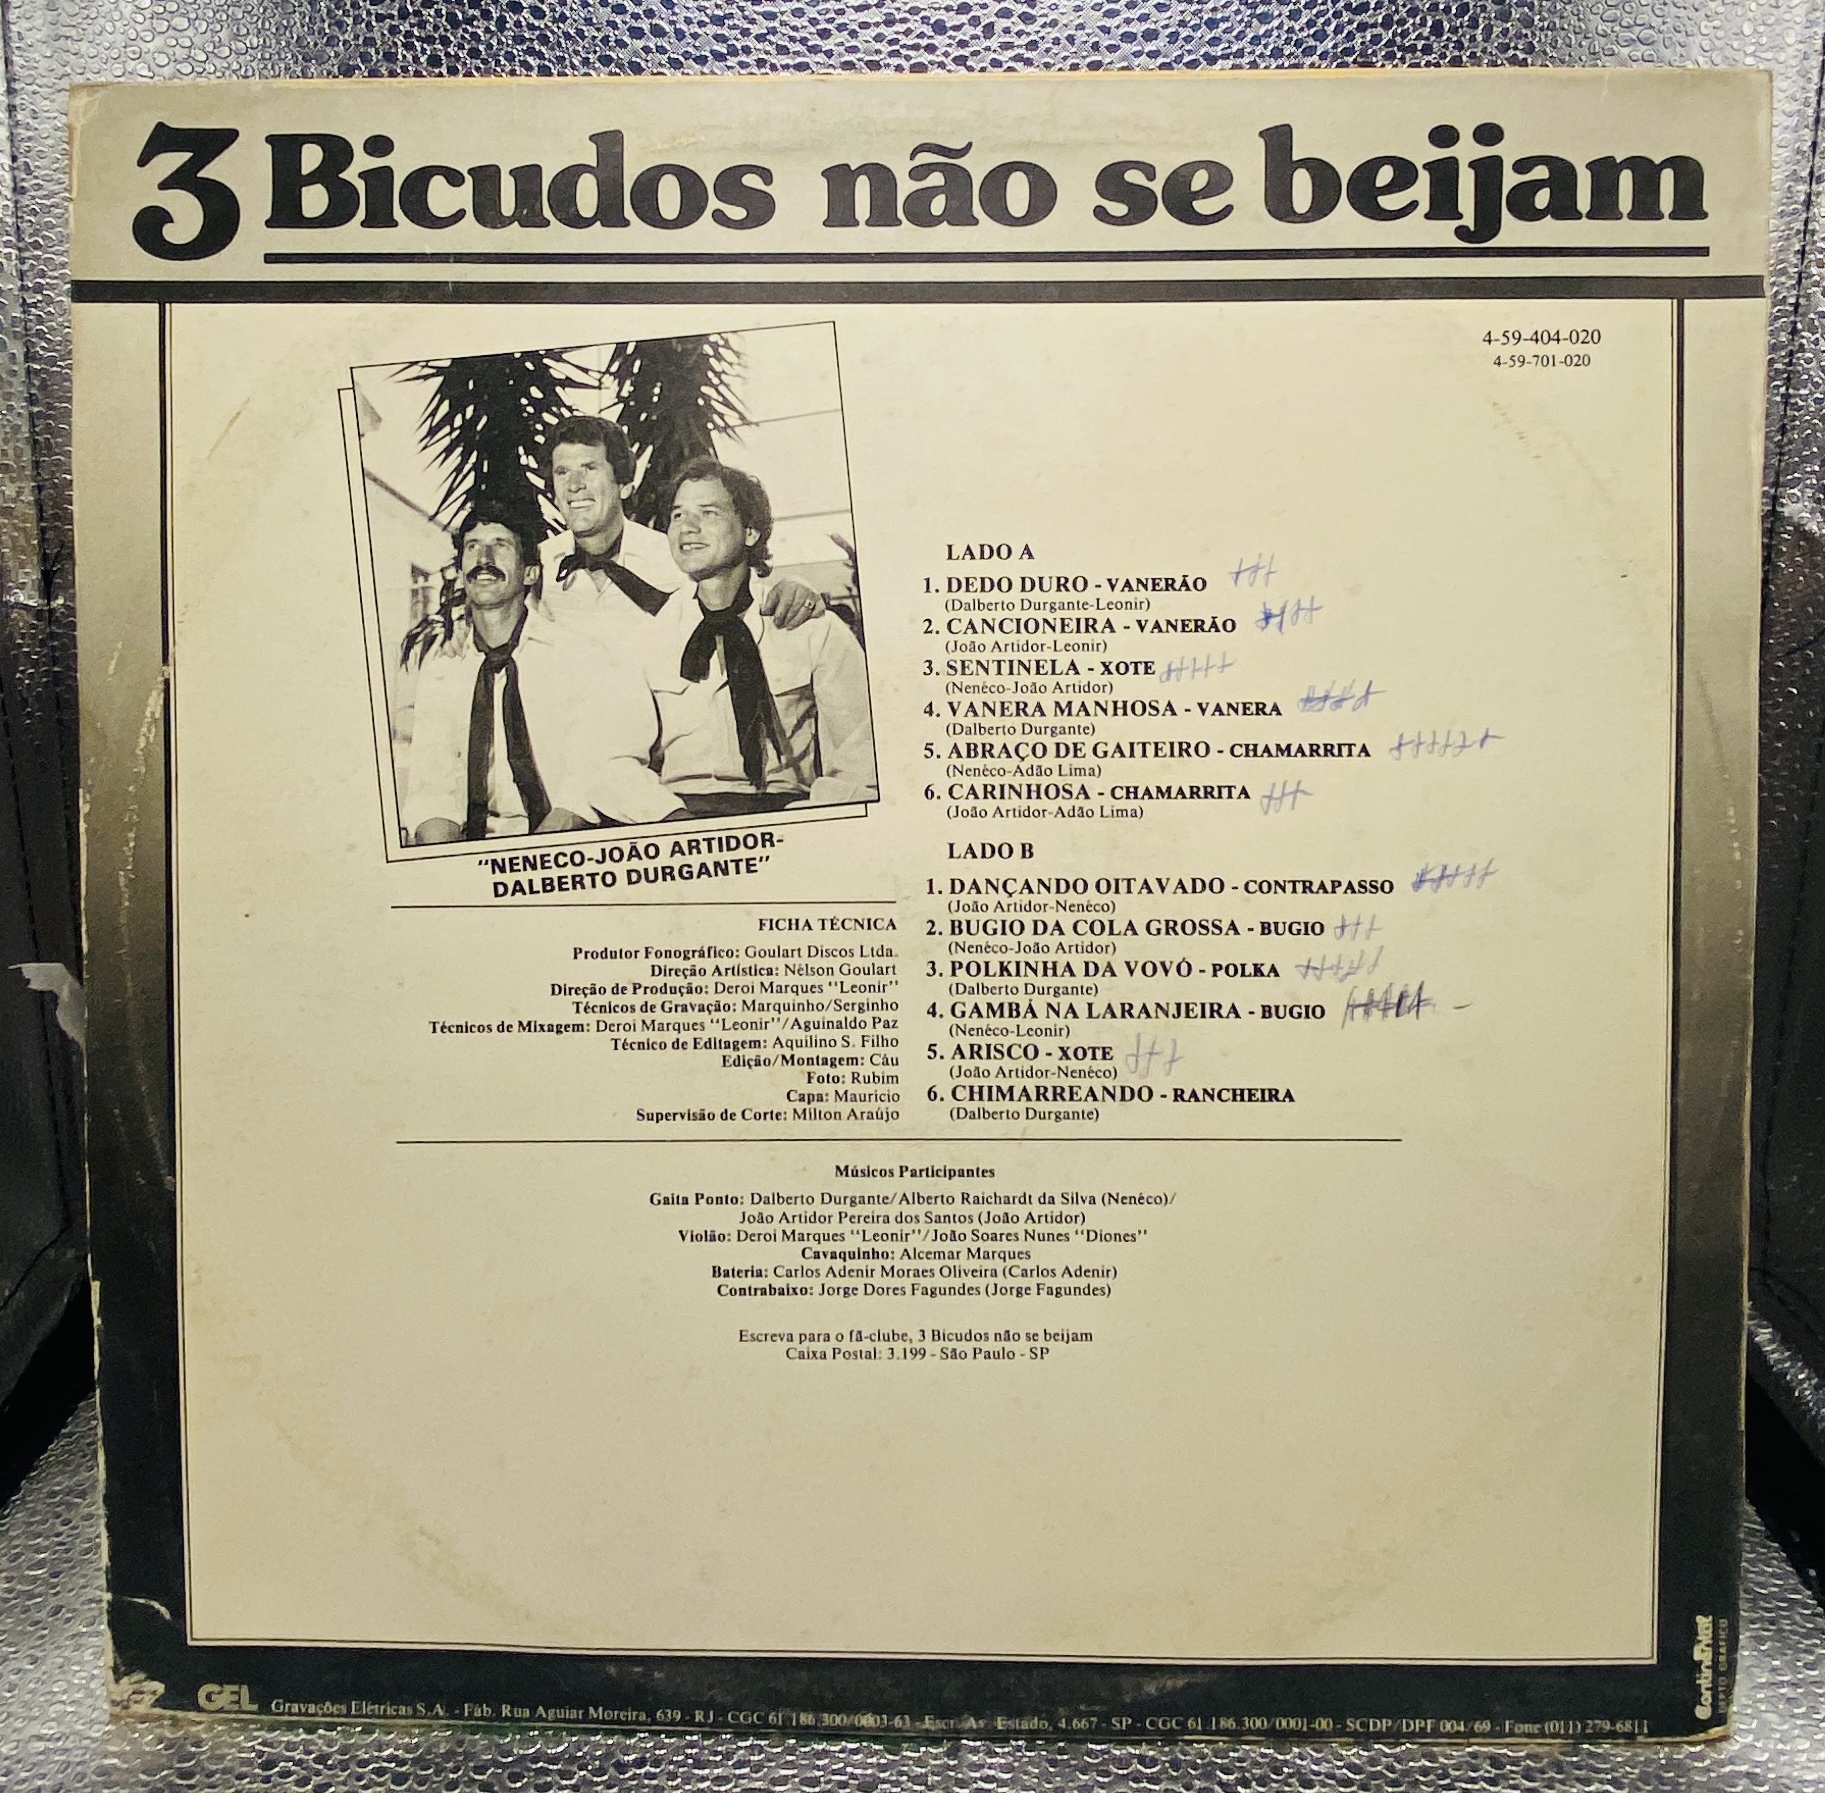 3 Bicudos não se beijam
4-59-404-020
4-59-701-020
"NENECO-JOÃO ARTIDOR-
DALBERTO DURGANTE"
FICHA TÉCNICA
Produtor Fonográfico: Goulart Discos Ltda.
Direção Artística: Nélson Goulart
Direção de Produção: Deroi Marques "Leonir"
Técnicos de Gravação: Marquinho/Serginho
Técnicos de Mixagem: Deroi Marques "Leonir"/Aguinaldo Paz
Técnico de Editagem: Aquilino S. Filho
Edição/Montagem: Cáu
Foto: Rubim
Capa: Mauricio
Supervisão de Corte: Milton Araújo
LADO A
1. DEDO DURO - VANERÃO
(Dalberto Durgante-Leonir)
2. CANCIONEIRA - VANERÃO
(João Artidor-Leonir)
3. SENTINELA - XOTE
(Nenéco-João Artidor)
4. VANERA MANHOSA - VANERA
(Dalberto Durgante)
5. ABRAÇO DE GAITEIRO - CHAMARRITA
(Nenéco-Adão Lima)
6. CARINHOSA - CHAMARRITA
(João Artidor-Adão Lima)
LADO B
1. DANÇANDO OITAVADO - CONTRAPASSO
(João Artidor-Nenéco)
2. BUGIO DA COLA GROSSA - BUGIO
(Nenéco-João Artidor)
3. POLKINHA DA VOVÓ - POLKA
(Dalberto Durgante)
4. GAMBÁ NA LARANJEIRA - BUGIO
(Nenéco-Leonir)
5. ARISCO - XOTE
(João Artidor-Nenéco)
6. CHIMARREANDO - RANCHEIRA
(Dalberto Durgante)
Músicos Participantes
Gaita Ponto: Dalberto Durgante/Alberto Raichardt da Silva (Nenéco)/
João Artidor Pereira dos Santos (João Artidor)
Violão: Deroi Marques "Leonir"/João Soares Nunes "Diones"
Cavaquinho: Alcemar Marques
Bateria: Carlos Adenir Moraes Oliveira (Carlos Adenir)
Contrabaixo: Jorge Dores Fagundes (Jorge Fagundes)
Escreva para o fã-clube, 3 Bicudos não se beijam
Caixa Postal: 3.199 - São Paulo - SP
GEL Gravações Elétricas S.A. - Fáb. Rua Aguiar Moreira, 639 - RJ - CGC 61.186.300/0003-63 - Escr. Av. Estado, 4.667 - SP - CGC 61.186.300/0001-00 - SCDP/DPF 004/69 - Fone (011) 279-6811